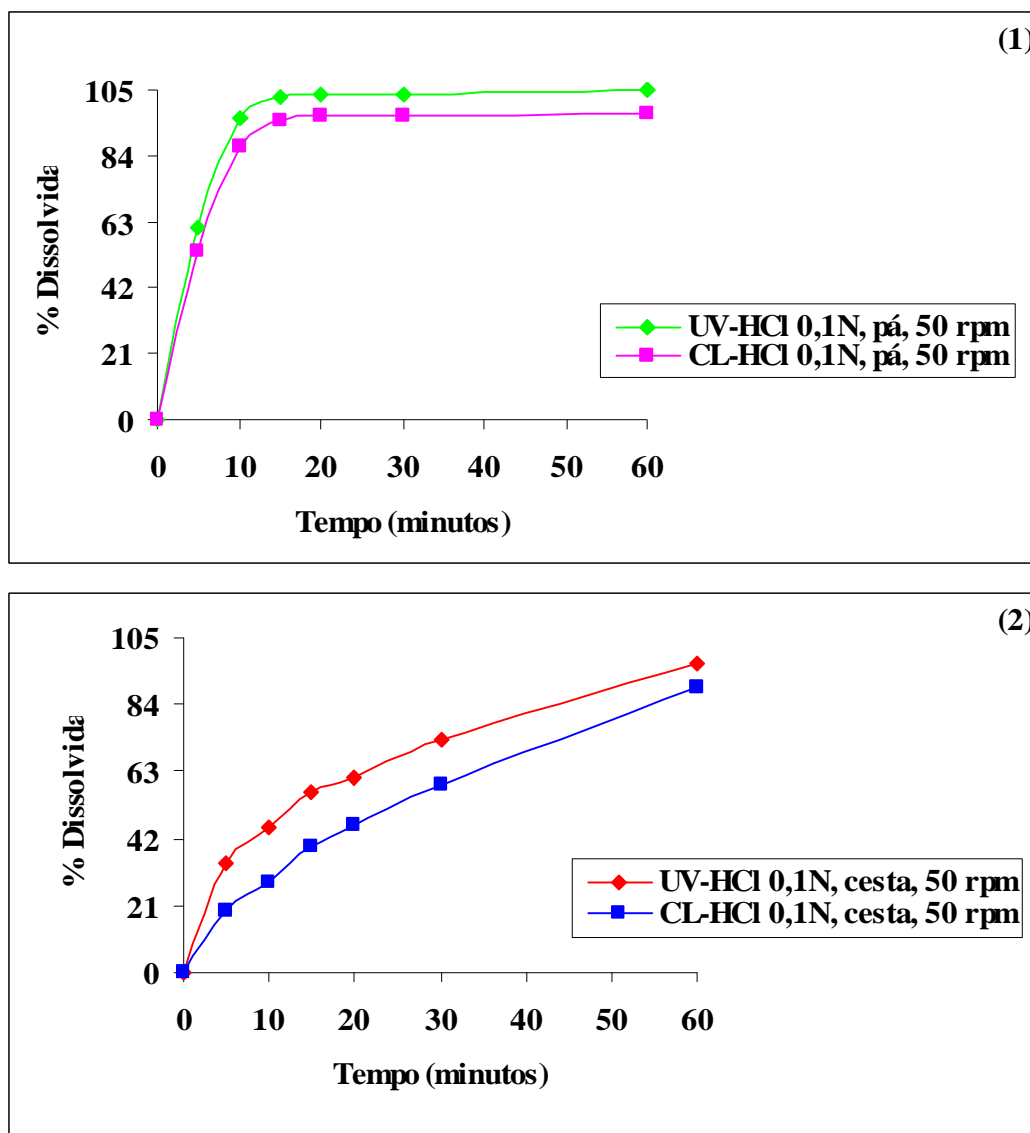 (1)
105
84
63
42
21
0
% Dissolvida
0 10 20 30 40 50 60
Tempo (minutos)
UV-HCl 0,1N, pá, 50 rpm
CL-HCl 0,1N, pá, 50 rpm
(2)
105
84
63
42
21
0
% Dissolvida
0 10 20 30 40 50 60
Tempo (minutos)
UV-HCl 0,1N, cesta, 50 rpm
CL-HCl 0,1N, cesta, 50 rpm